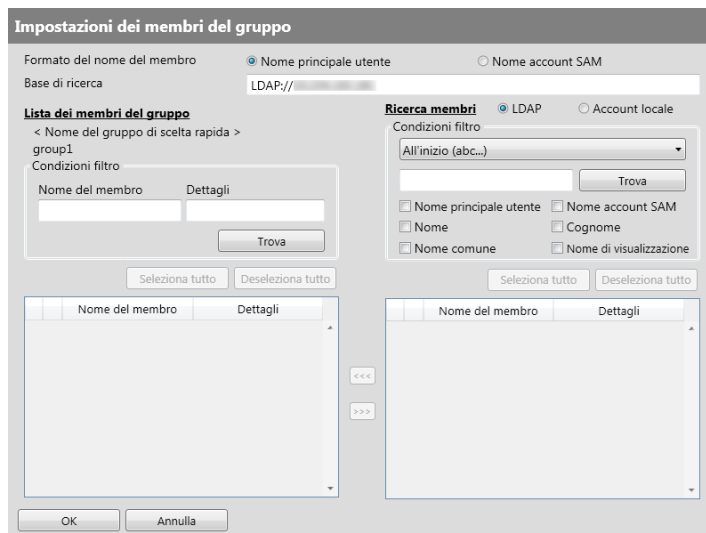 Impostazioni dei membri del gruppo
Formato del nome del membro
Nome principale utente
Nome account SAM
Base di ricerca
LDAP://
Lista dei membri del gruppo
< Nome del gruppo di scelta rapida >
group1
Condizioni filtro
Nome del membro
Dettagli
Trova
Seleziona tutto
Deseleziona tutto
Nome del membro
Dettagli
<<<
>>>
Ricerca membri
LDAP
Account locale
Condizioni filtro
All'inizio (abc...)
Trova
Nome principale utente
Nome account SAM
Nome
Cognome
Nome comune
Nome di visualizzazione
Seleziona tutto
Deseleziona tutto
Nome del membro
Dettagli
OK
Annulla